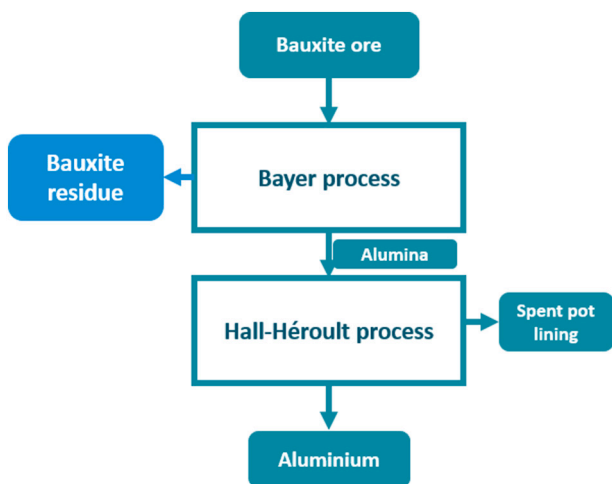 Bauxite ore
Bauxite
residue
Bayer process
Alumina
Hall-Héroult process
Spent pot
lining
Aluminium